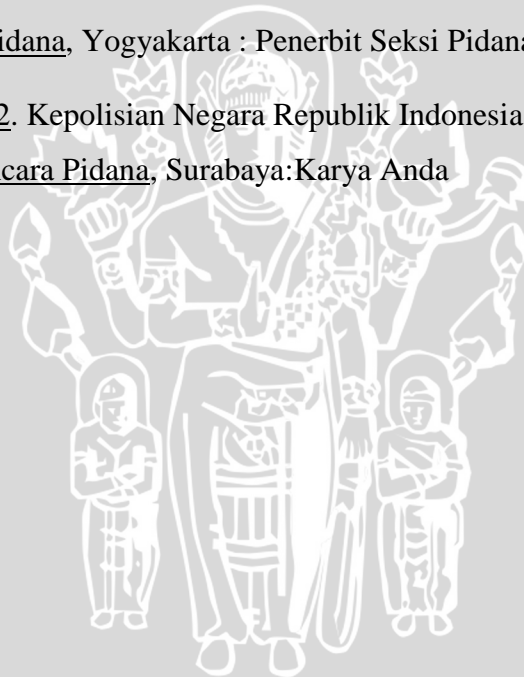 idana, Yogyakarta : Penerbit Seksi Pidana
2. Kepolisian Negara Republik Indonesia
cara Pidana, Surabaya:Karya Anda